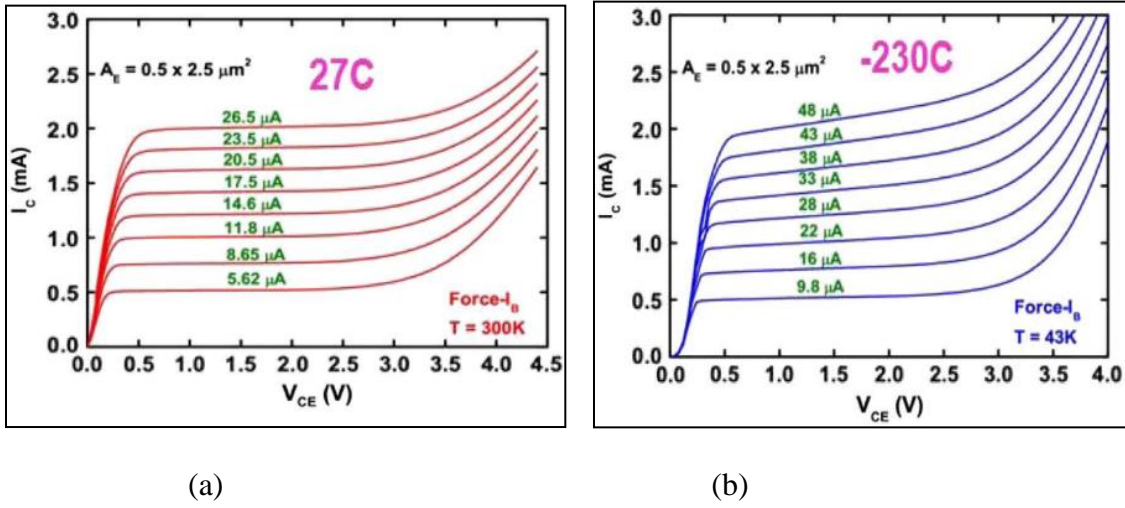 3.0
2.5
2.0
1.5
1.0
0.5
0.0
I_C (mA)
A_E = 0.5 x 2.5 μm²
27C
26.5 μA
23.5 μA
20.5 μA
17.5 μA
14.6 μA
11.8 μA
8.65 μA
5.62 μA
Force-I_B
T = 300K
0.0 0.5 1.0 1.5 2.0 2.5 3.0 3.5 4.0 4.5
V_CE (V)
(a)
3.0
2.5
2.0
1.5
1.0
0.5
0.0
I_C (mA)
A_E = 0.5 x 2.5 μm²
-230C
48 μA
43 μA
38 μA
33 μA
28 μA
22 μA
16 μA
9.8 μA
Force-I_B
T = 43K
0.0 0.5 1.0 1.5 2.0 2.5 3.0 3.5 4.0
V_CE (V)
(b)